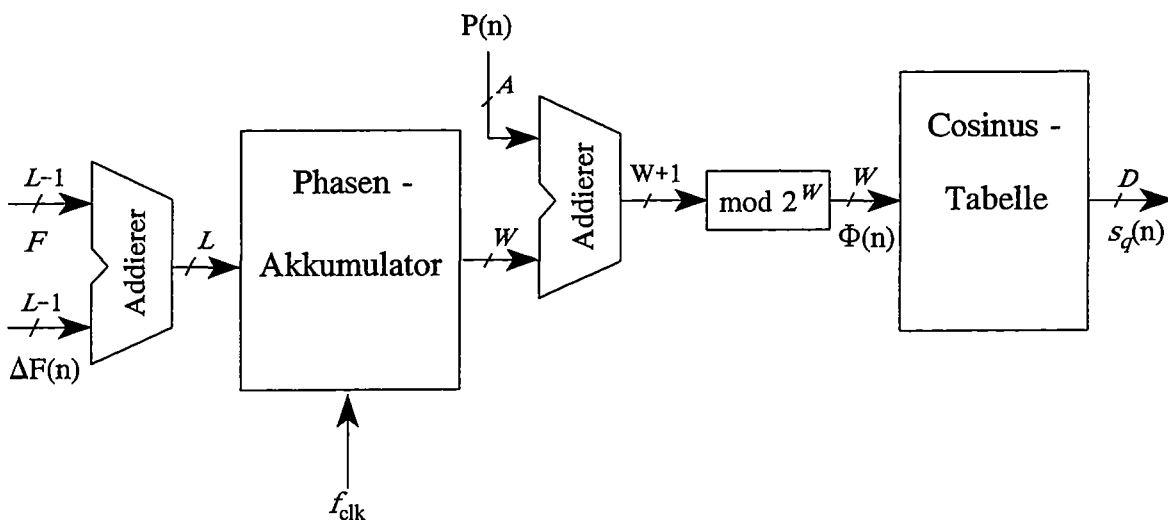 P(n)
A
L-1
F
Addierer
L-1
ΔF(n)
L
Phasen -
Akkumulator
f_clk
W
Addierer
W+1
mod 2^W
W
Φ(n)
Cosinus -
Tabelle
D
s_q(n)